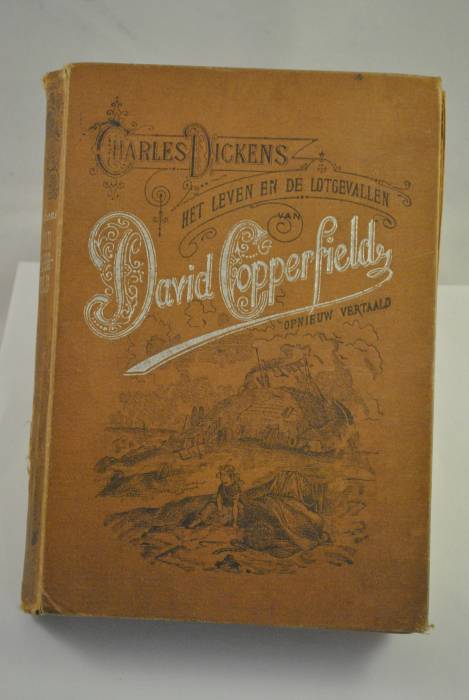 CHARLES DICKENS
HET LEVEN EN DE LOTGEVALLEN
VAN
David Copperfield
OPNIEUW VERTAALD